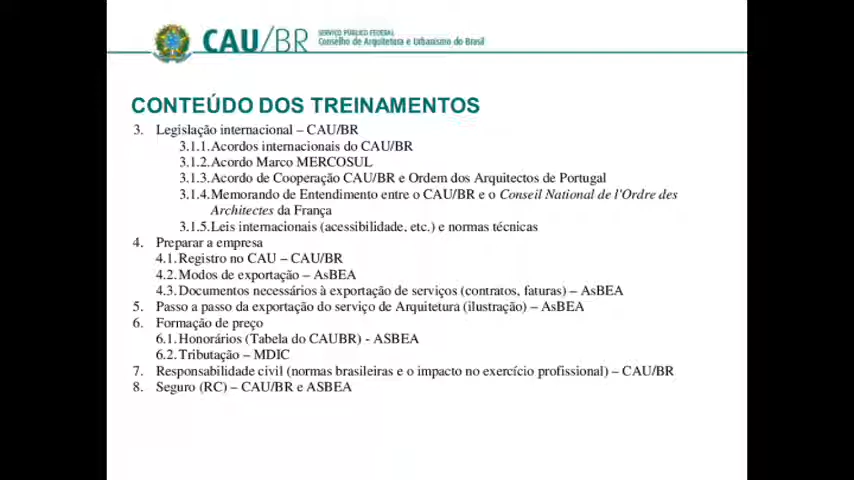 CAU/BR
SERVIÇO PÚBLICO FEDERAL
Conselho de Arquitetura e Urbanismo do Brasil
CONTEÚDO DOS TREINAMENTOS
3. Legislação internacional – CAU/BR
3.1.1.Acordos internacionais do CAU/BR
3.1.2.Acordo Marco MERCOSUL
3.1.3.Acordo de Cooperação CAU/BR e Ordem dos Arquitectos de Portugal
3.1.4.Memorando de Entendimento entre o CAU/BR e o Conseil National de l'Ordre des
Architectes da França
3.1.5.Leis internacionais (acessibilidade, etc.) e normas técnicas
4. Preparar a empresa
4.1.Registro no CAU – CAU/BR
4.2.Modos de exportação – AsBEA
4.3.Documentos necessários à exportação de serviços (contratos, faturas) – AsBEA
5. Passo a passo da exportação do serviço de Arquitetura (ilustração) – AsBEA
6. Formação de preço
6.1.Honorários (Tabela do CAUBR) - ASBEA
6.2.Tributação – MDIC
7. Responsabilidade civil (normas brasileiras e o impacto no exercício profissional) – CAU/BR
8. Seguro (RC) – CAU/BR e ASBEA